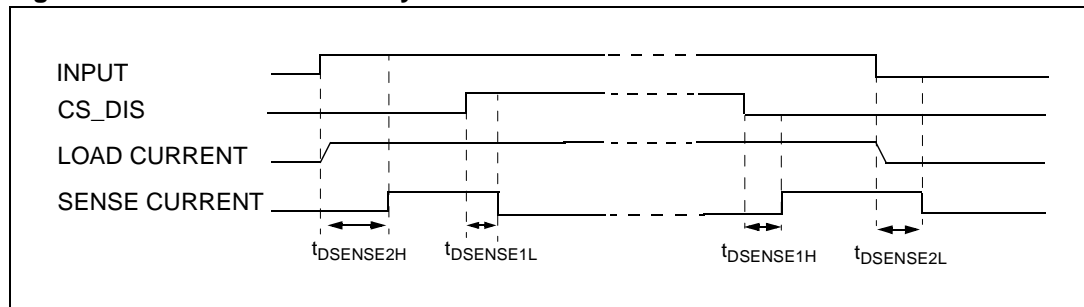 INPUT
CS_DIS
LOAD CURRENT
SENSE CURRENT
tDSENSE2H tDSENSE1L tDSENSE1H tDSENSE2L